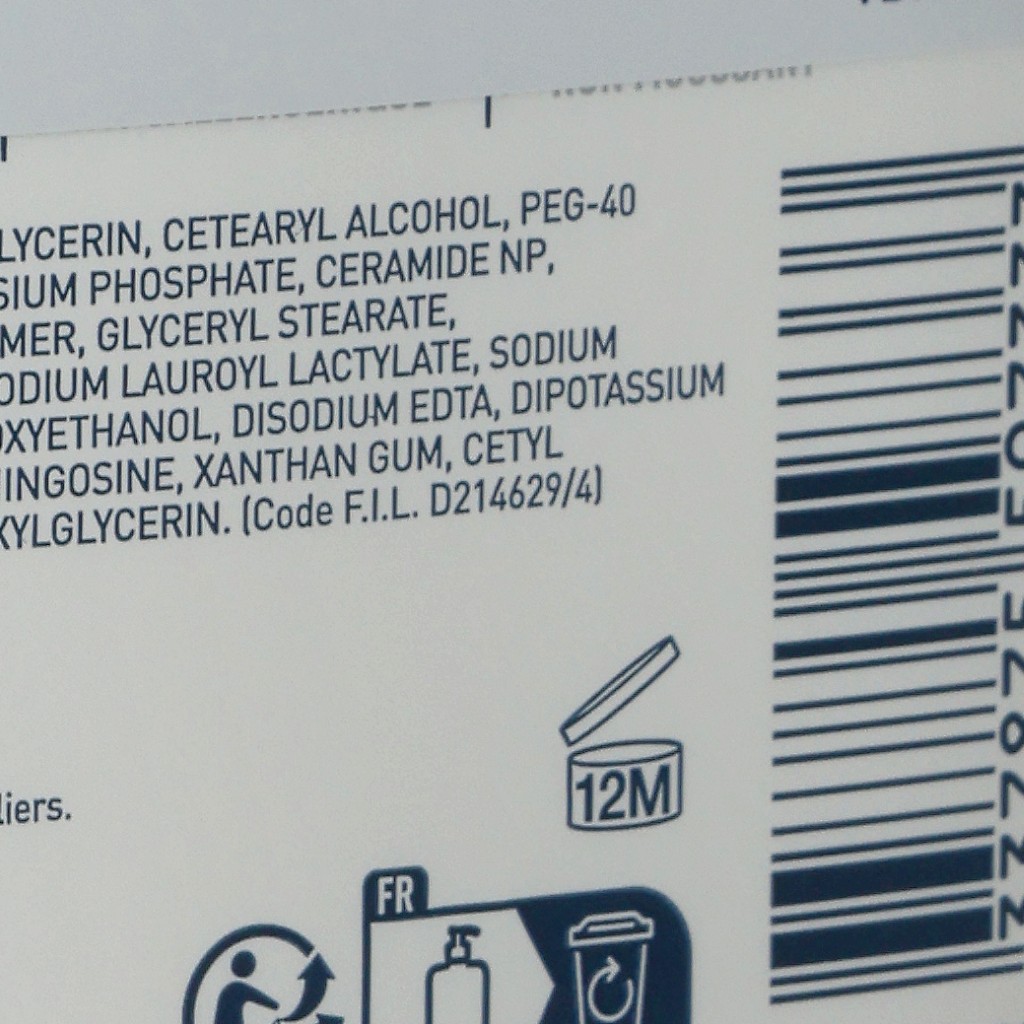 LYCERIN, CETEARYL ALCOHOL, PEG-40
SIUM PHOSPHATE, CERAMIDE NP,
MER, GLYCERYL STEARATE,
ODIUM LAUROYL LACTYLATE, SODIUM
OXYETHANOL, DISODIUM EDTA, DIPOTASSIUM
INGOSINE, XANTHAN GUM, CETYL
XYLGLYCERIN. (Code F.I.L. D214629/4)
12M
liers.
FR